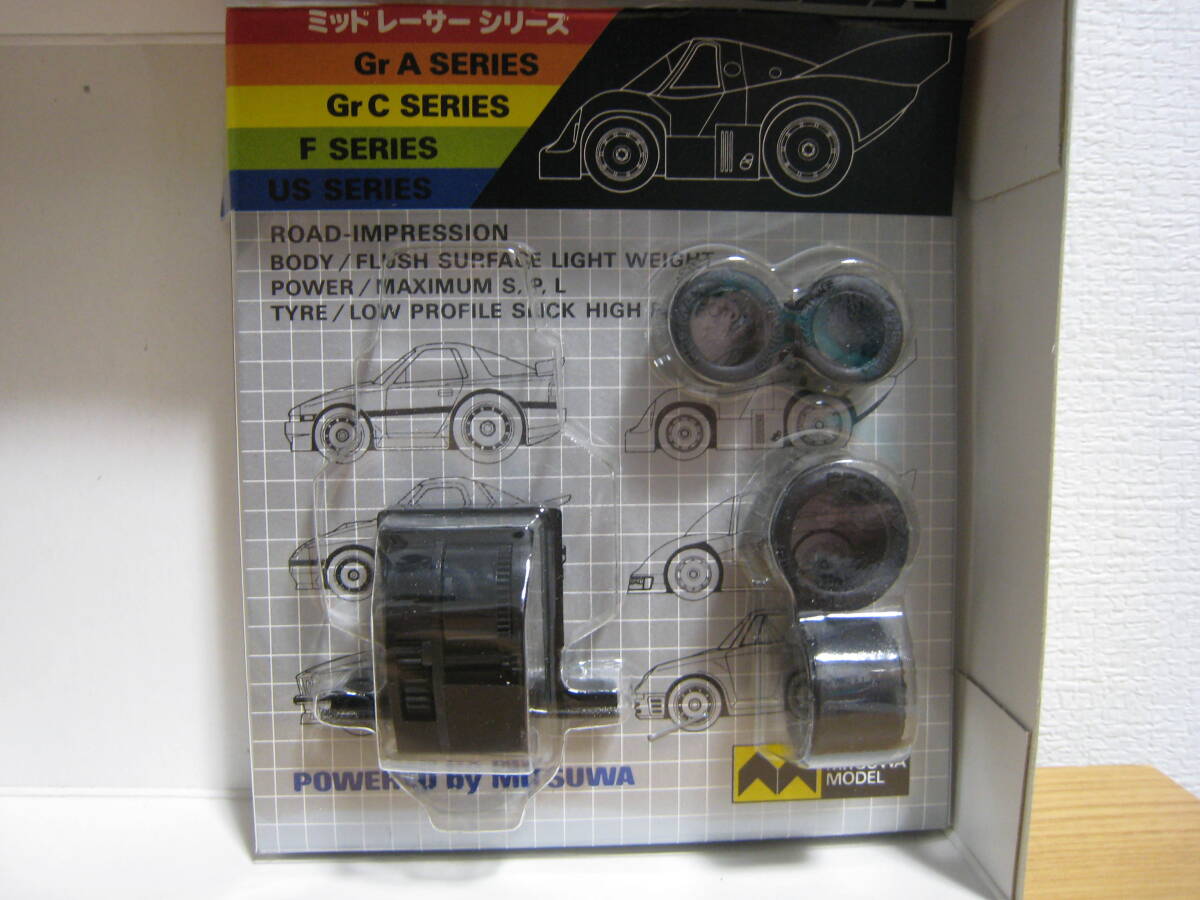 ミッドレーサーシリーズ
Gr A SERIES
Gr C SERIES
F SERIES
US SERIES
ROAD-IMPRESSION
BODY/FLUSH SURFACE LIGHT WEIGHT
POWER/MAXIMUM S, P, L
TYRE/LOW PROFILE SLICK HIGH
POWERED by MITSUWA
MITSUWA
MODEL